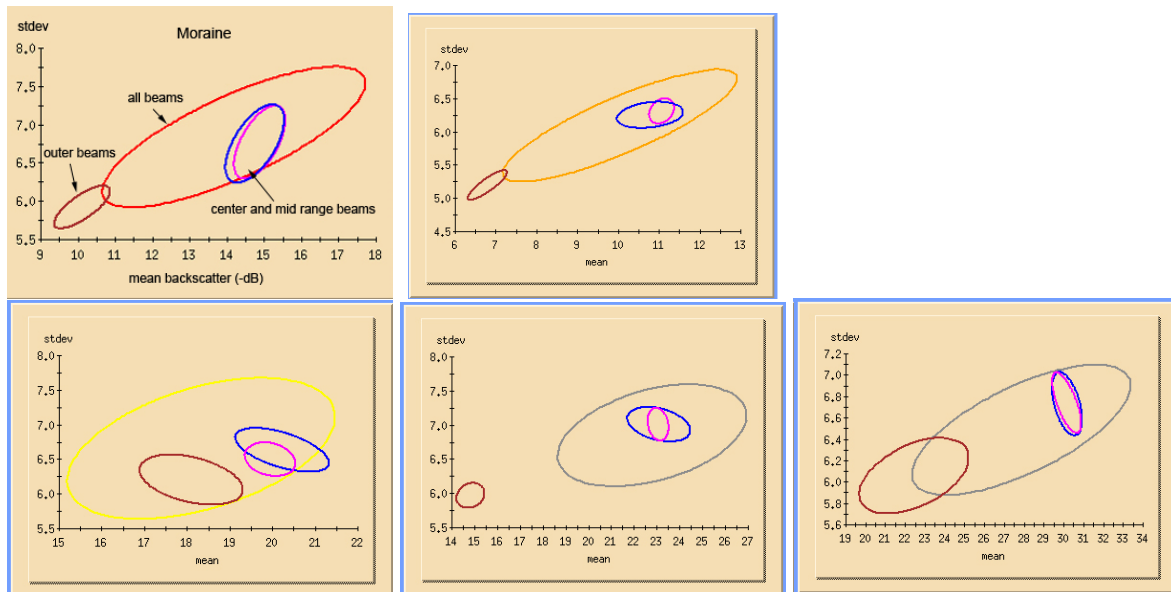 stdev
Moraine
8.0
all beams
7.5
7.0
outer beams
6.5
6.0
center and mid range beams
5.5
9 10 11 12 13 14 15 16 17 18
mean backscatter (-dB)
stdev
7.0
6.5
6.0
5.5
5.0
4.5
6 7 8 9 10 11 12 13
mean
stdev
8.0
7.5
7.0
6.5
6.0
5.5
15 16 17 18 19 20 21 22
mean
stdev
8.0
7.5
7.0
6.5
6.0
5.5
14 15 16 17 18 19 20 21 22 23 24 25 26 27
mean
stdev
7.2
7.0
6.8
6.6
6.4
6.2
6.0
5.8
5.6
19 20 21 22 23 24 25 26 27 28 29 30 31 32 33 34
mean